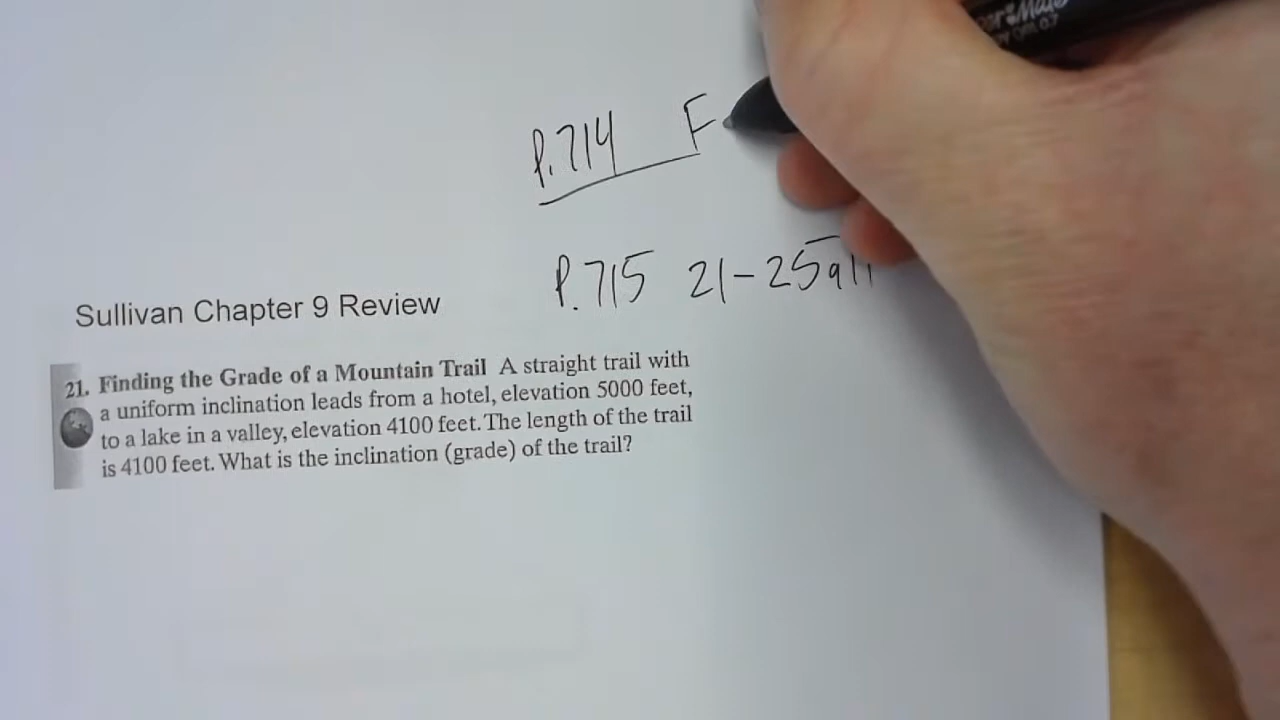 P.714 F
P.715 21-25 all
Sullivan Chapter 9 Review
21. Finding the Grade of a Mountain Trail A straight trail with
a uniform inclination leads from a hotel, elevation 5000 feet,
to a lake in a valley, elevation 4100 feet. The length of the trail
is 4100 feet. What is the inclination (grade) of the trail?